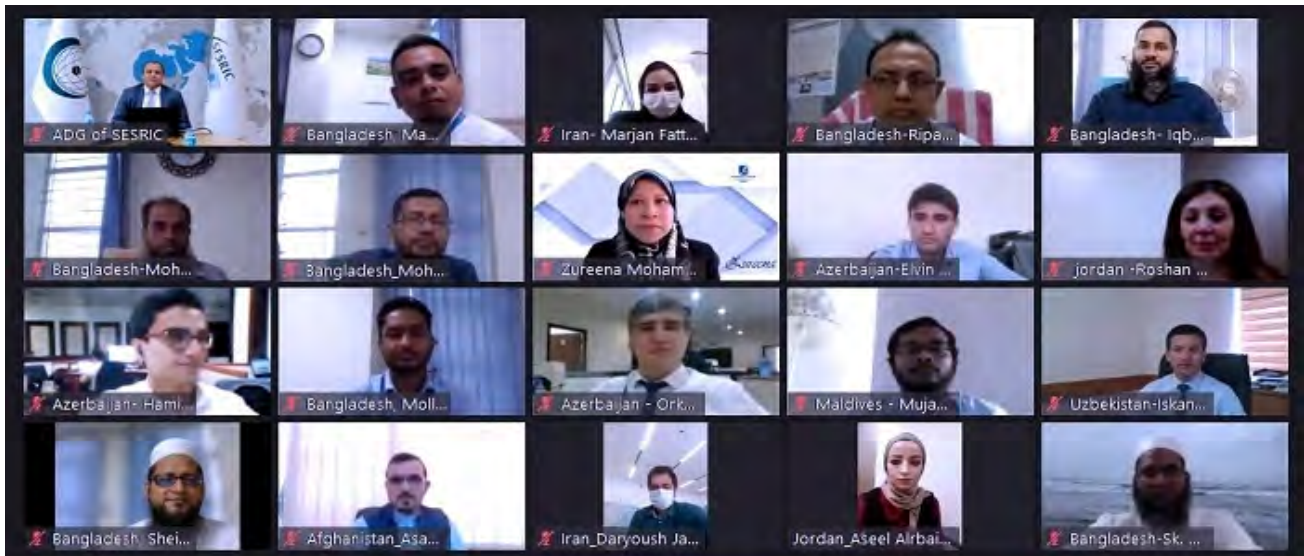 SESRIC
ADG of SESRIC
Bangladesh, Ma...
Iran- Marjan Fatt...
Bangladesh-Ripa...
Bangladesh- Iqb...
Bangladesh-Moh...
Bangladesh_Moh...
Zureena Moham...
Azerbaijan-Elvin ...
jordan -Roshan ...
Azerbaijan- Hami...
Bangladesh, Moll...
Azerbaijan - Ork...
Maldives - Muja...
Uzbekistan-Iskan...
Bangladesh, Shei...
Afghanistan_Asa...
Iran_Daryoush Ja...
Jordan_Aseel Alrbai...
Bangladesh-Sk. ...